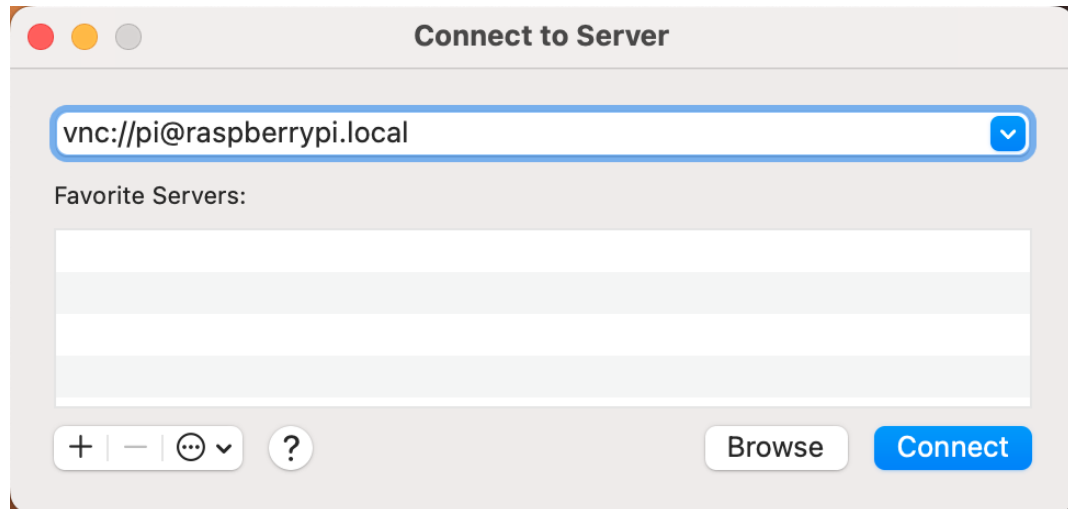 Connect to Server
vnc://pi@raspberrypi.local
Favorite Servers:
?
Browse
Connect